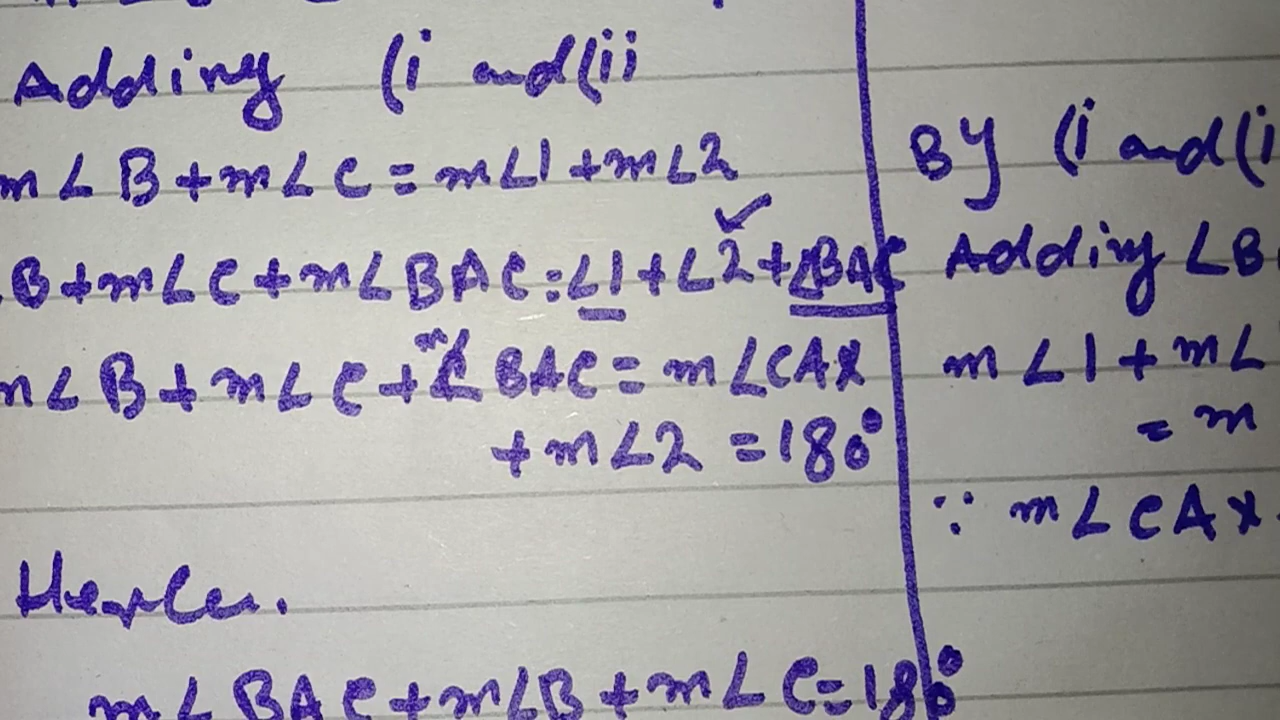 Adding (i and (ii
m∠B+m∠C=m∠1+m∠2
B+m∠C+m∠BAC=∠1+∠2+∠BAC
m∠B+m∠C+m∠BAC=m∠CAX
+m∠2=180°
Hence.
m∠BAC+m∠B+m∠C=180°
By (i and (i
Adding ∠B
m∠1+m∠
=m
∵ m∠CAX